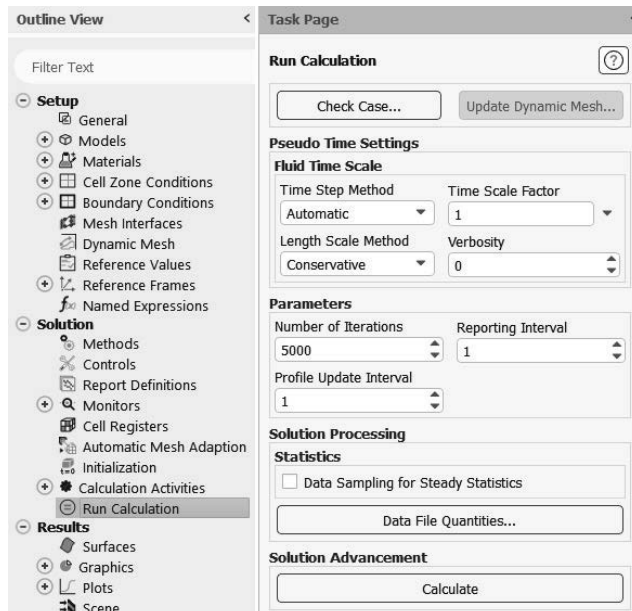 Outline View
<
Filter Text
Setup
General
Models
Materials
Cell Zone Conditions
Boundary Conditions
Mesh Interfaces
Dynamic Mesh
Reference Values
Reference Frames
Named Expressions
Solution
Methods
Controls
Report Definitions
Monitors
Cell Registers
Automatic Mesh Adaption
Initialization
Calculation Activities
Run Calculation
Results
Surfaces
Graphics
Plots
Scene
Task Page
Run Calculation
?
Check Case... Update Dynamic Mesh...
Pseudo Time Settings
Fluid Time Scale
Time Step Method Time Scale Factor
Automatic 1
Length Scale Method Verbosity
Conservative 0
Parameters
Number of Iterations Reporting Interval
5000 1
Profile Update Interval
1
Solution Processing
Statistics
Data Sampling for Steady Statistics
Data File Quantities...
Solution Advancement
Calculate